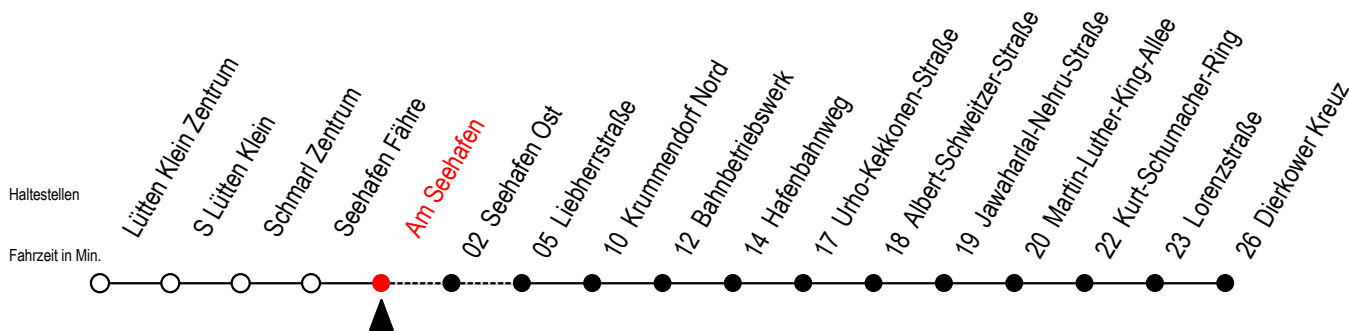 Haltestellen
Fahrzeit in Min.
Lütten Klein Zentrum
S Lütten Klein
Schmarl Zentrum
Seehafen Fähre
Am Seehafen
02 Seehafen Ost
05 Liebherrstraße
10 Krummendorf Nord
12 Bahnbetriebswerk
14 Hafenbahnweg
17 Urho-Kekkonen-Straße
18 Albert-Schweitzer-Straße
19 Jawaharlal-Nehru-Straße
20 Martin-Luther-King-Allee
22 Kurt-Schumacher-Ring
23 Lorenzstraße
26 Dierkower Kreuz